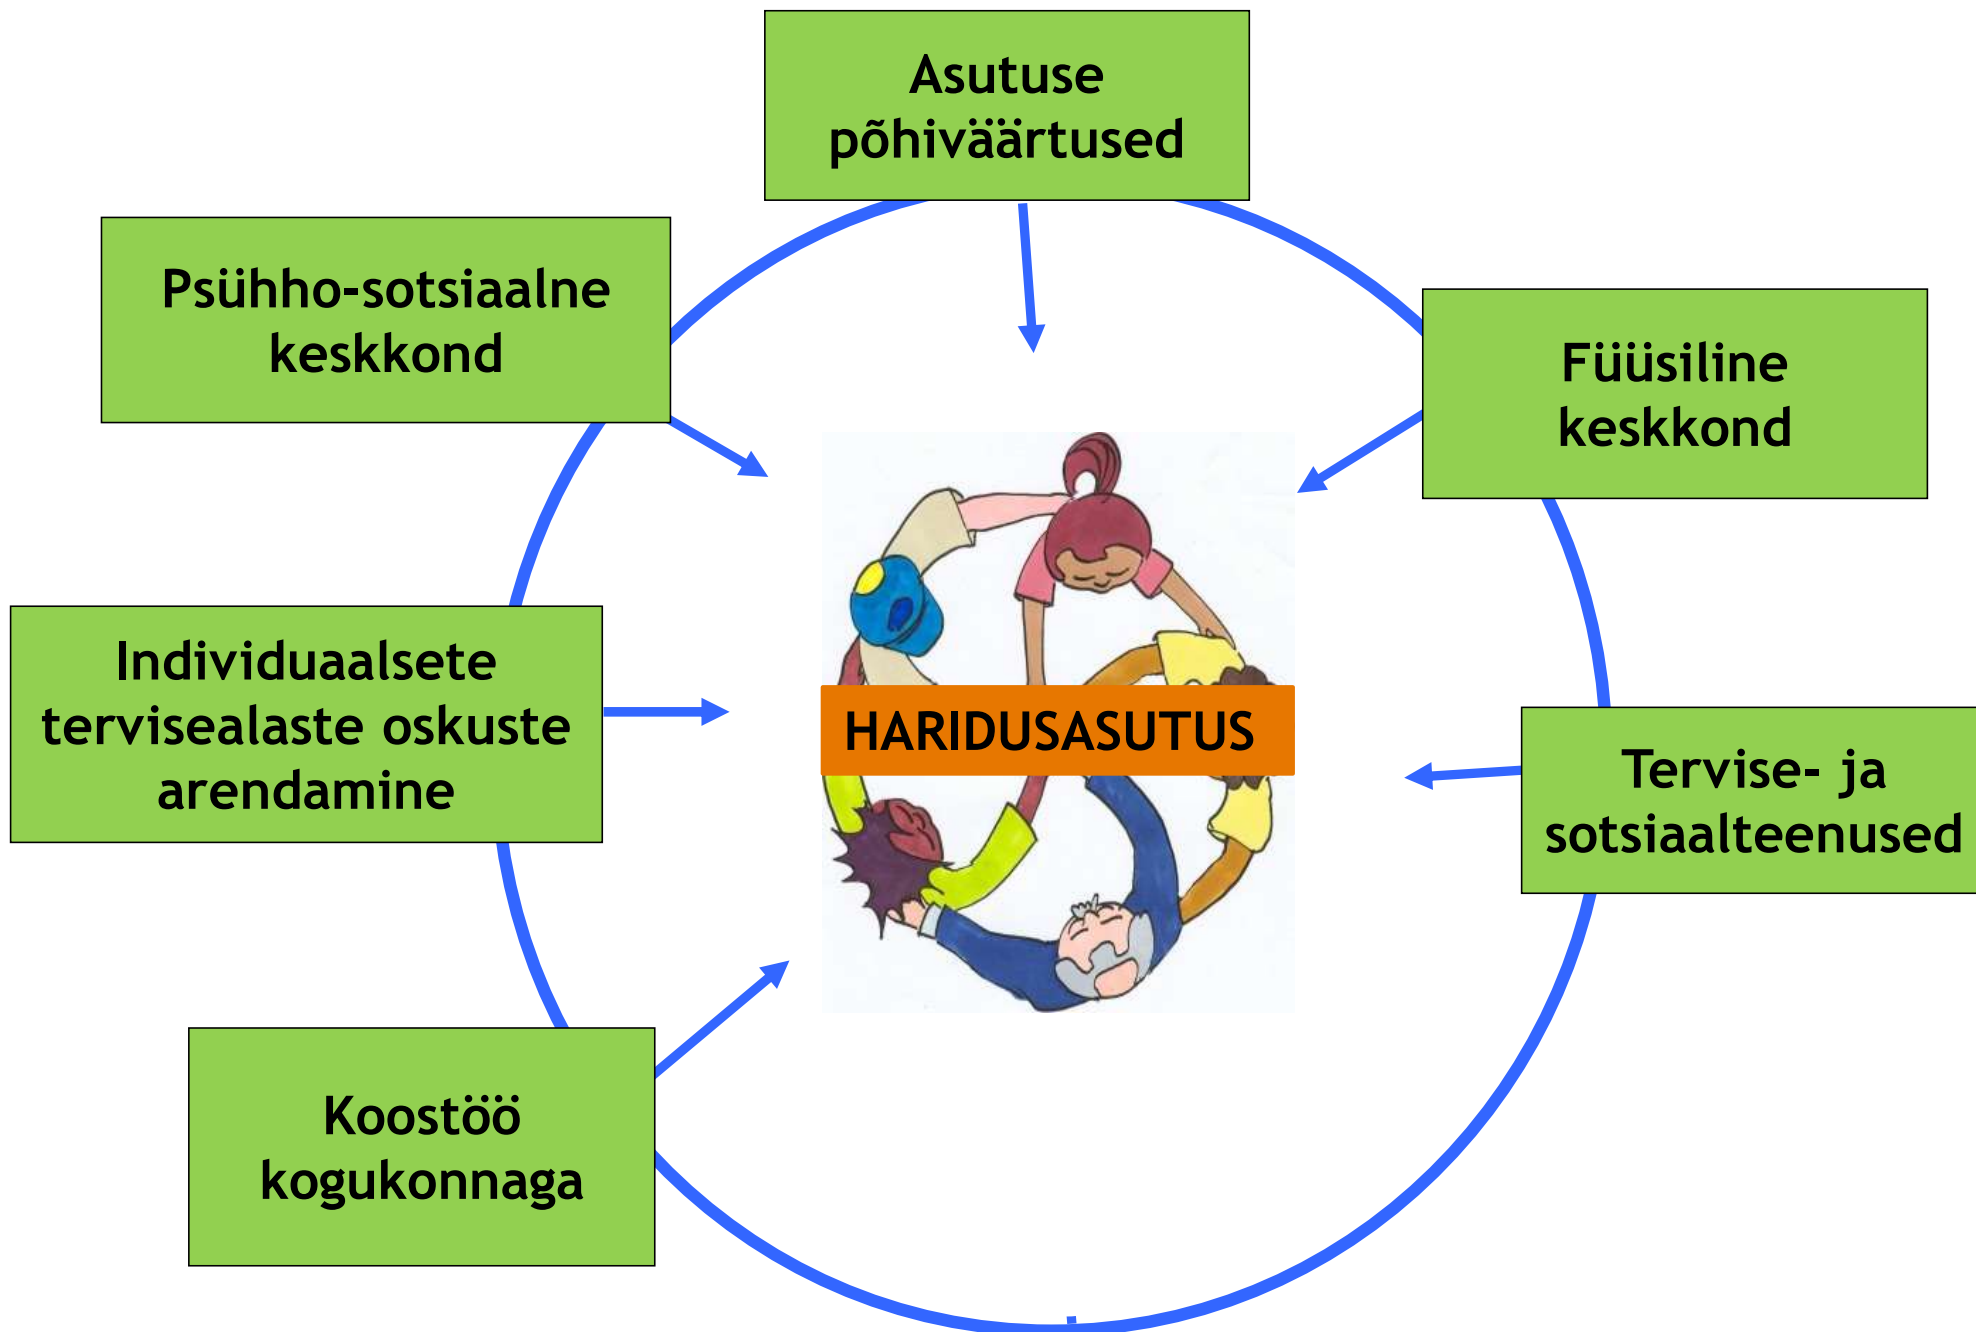 Asutuse
põhiväärtused
Psühho-sotsiaalne
keskkond
Füüsiline
keskkond
Individuaalsete
tervisealaste oskuste
arendamine
HARIDUSASUTUS
Tervise- ja
sotsiaalteenused
Koostöö
kogukonnaga